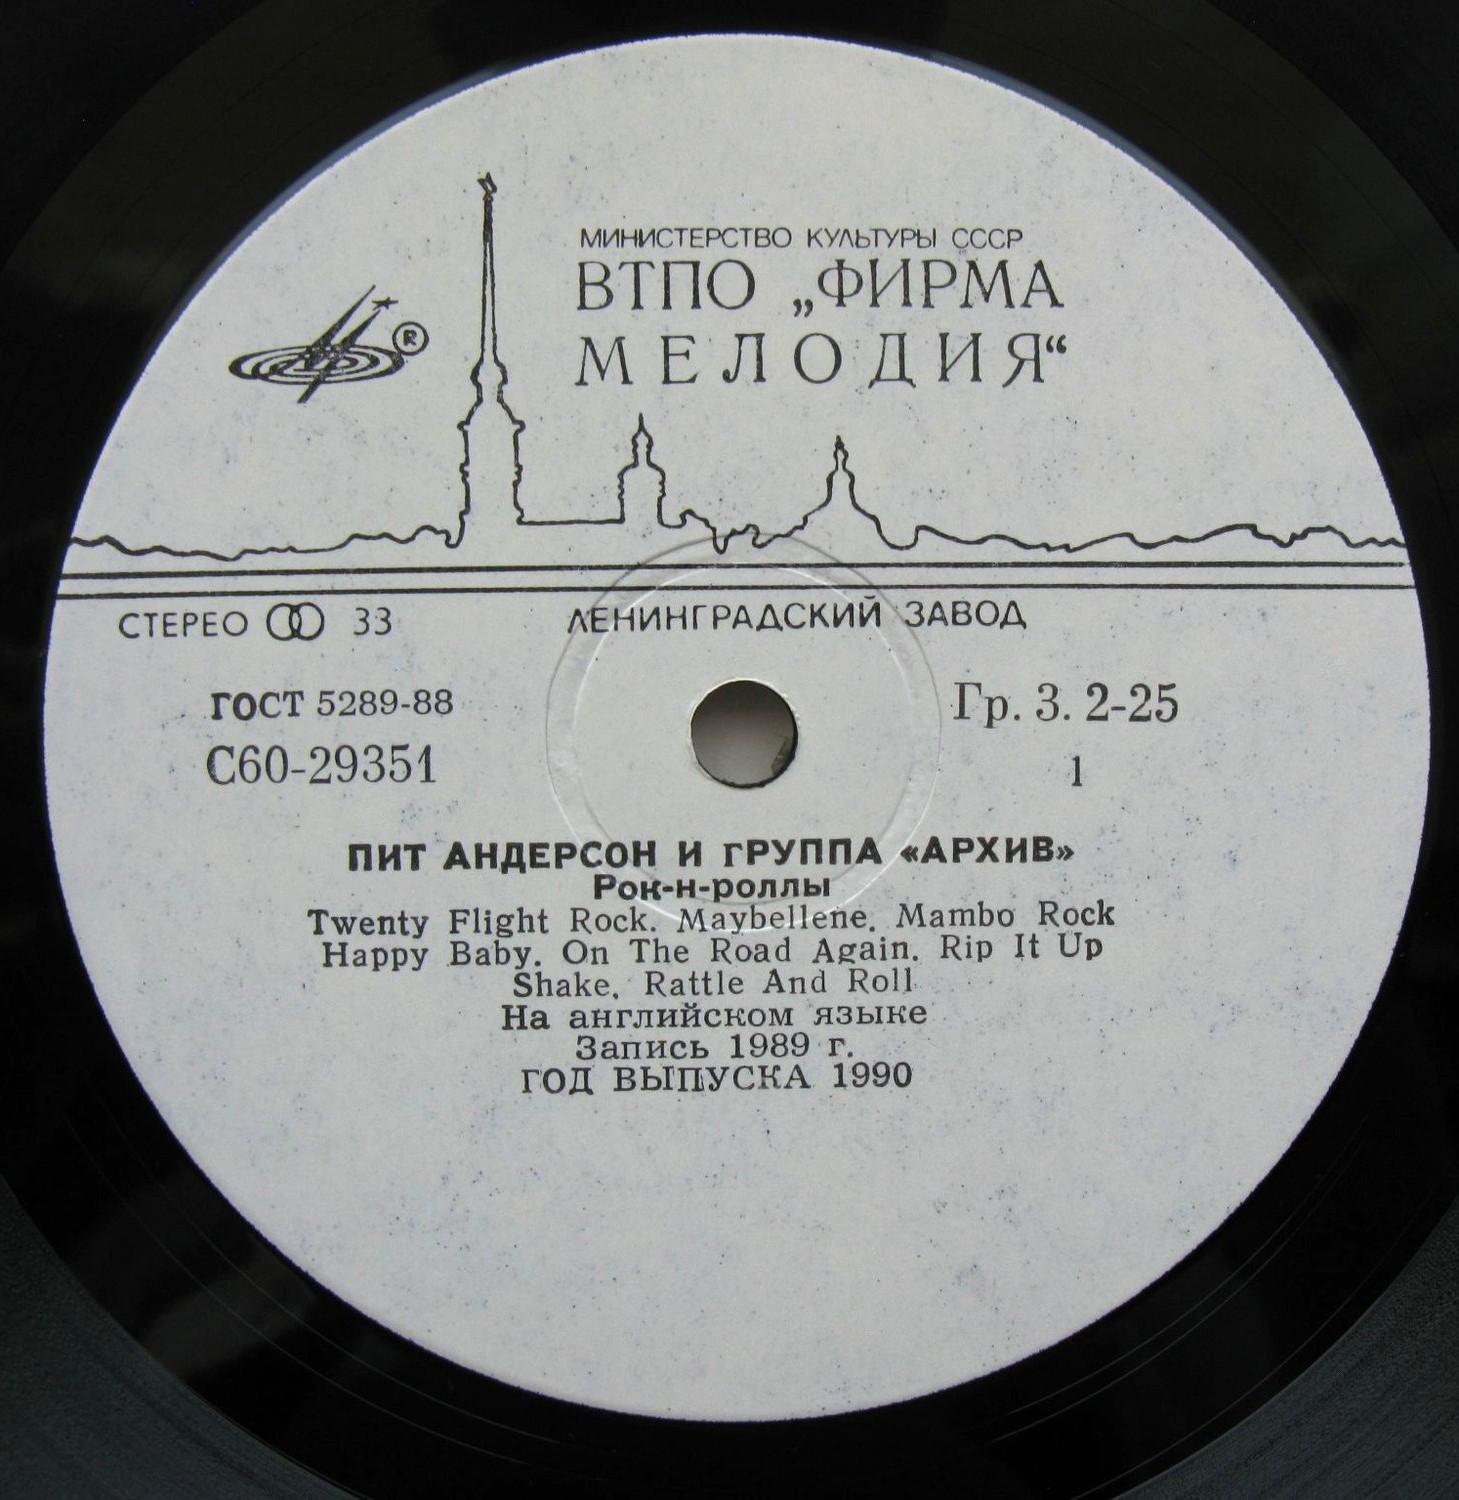 МИНИСТЕРСТВО КУЛЬТУРЫ СССР
ВТПО „ФИРМА
МЕЛОДИЯ“
®
СТЕРЕО 33
ЛЕНИНГРАДСКИЙ ЗАВОД
ГОСТ 5289-88
Гр. 3. 2-25
С60-29351
1
ПИТ АНДЕРСОН И ГРУППА «АРХИВ»
Рок-н-роллы
Twenty Flight Rock. Maybellene. Mambo Rock
Happy Baby. On The Road Again. Rip It Up
Shake, Rattle And Roll
На английском языке
Запись 1989 г.
ГОД ВЫПУСКА 1990